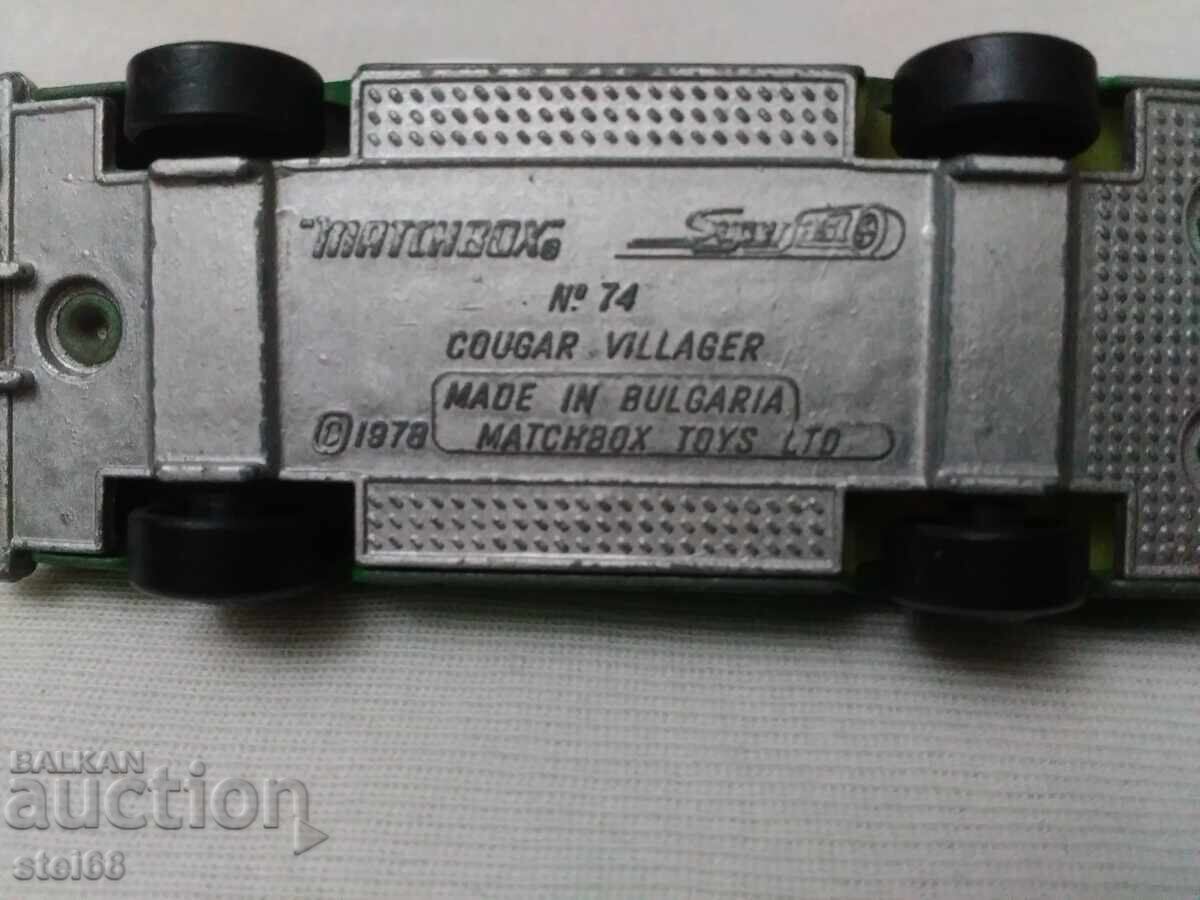 "MATCHBOX"® Superfast
Nº 74
COUGAR VILLAGER
MADE IN BULGARIA
©1978 MATCHBOX TOYS LTD
BALKAN
auction
stei68